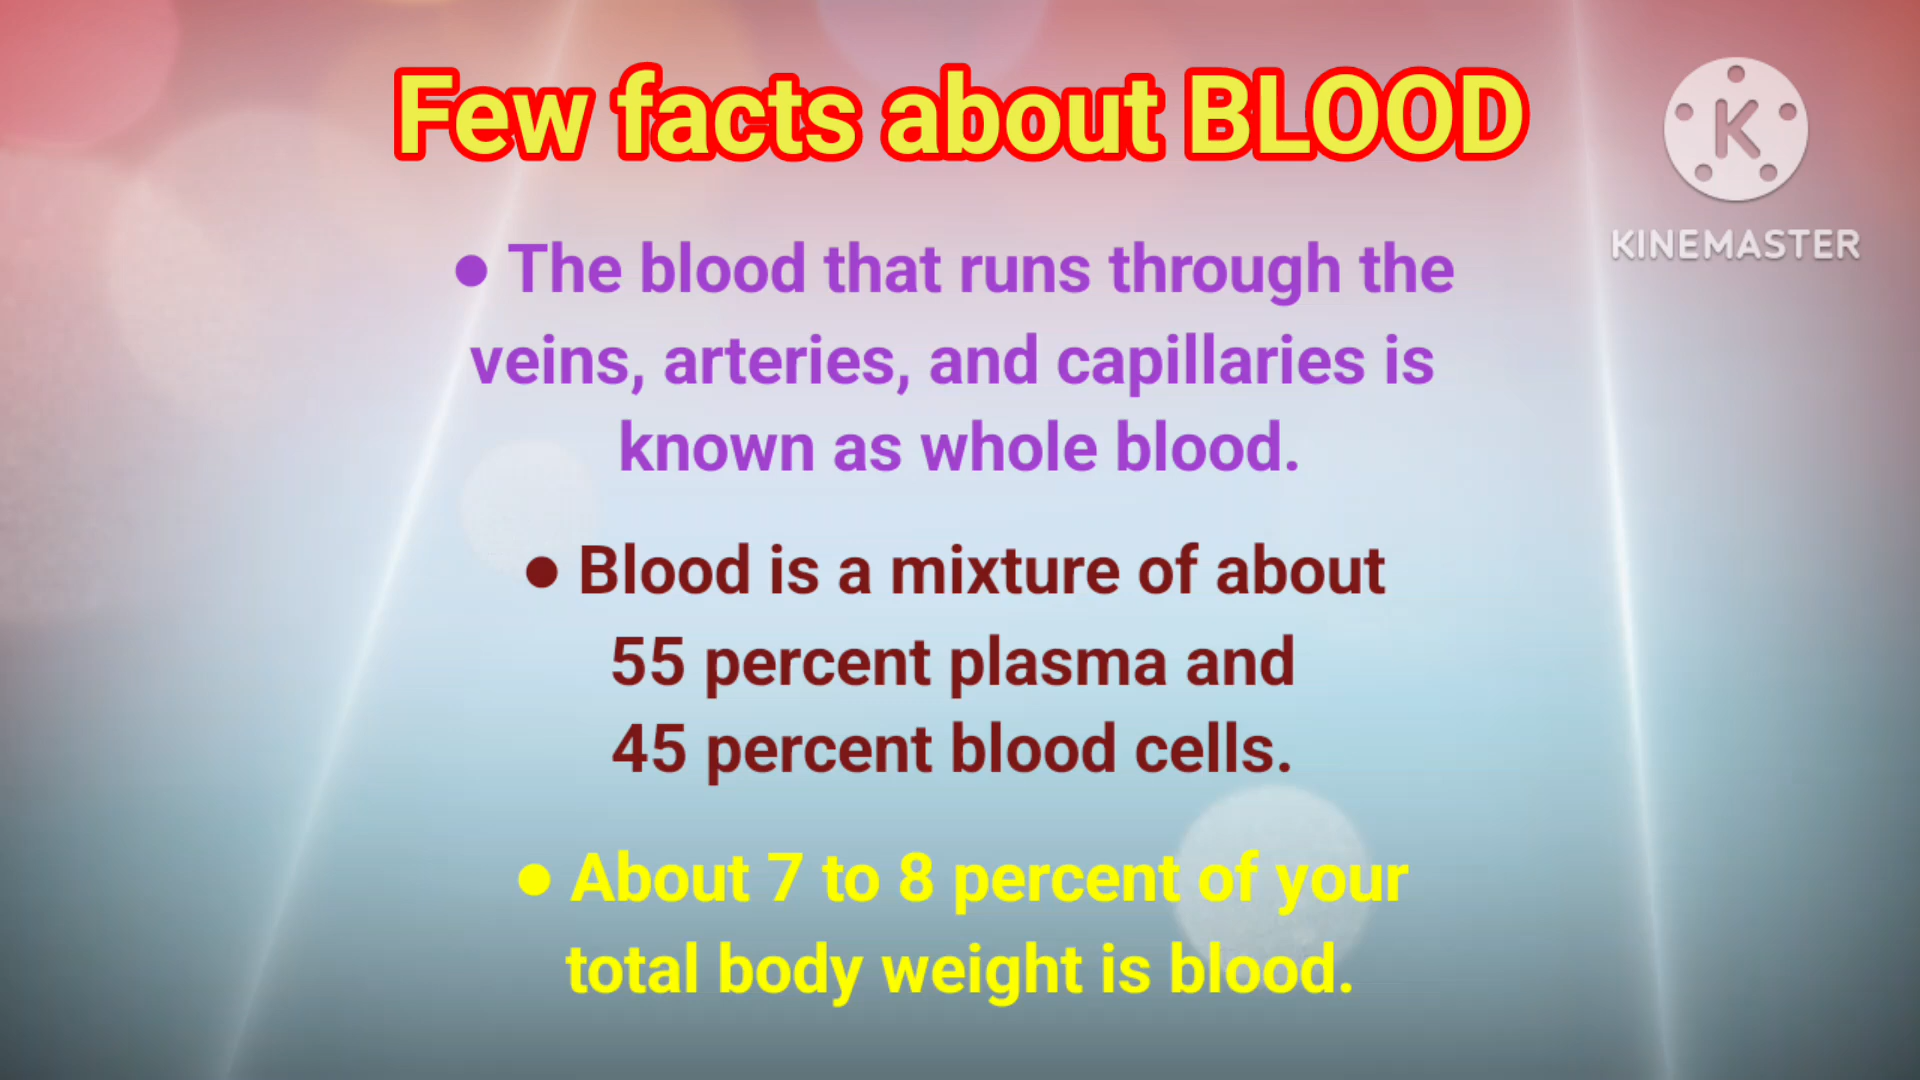 Few facts about BLOOD
K
KINEMASTER
● The blood that runs through the
veins, arteries, and capillaries is
known as whole blood.
● Blood is a mixture of about
55 percent plasma and
45 percent blood cells.
● About 7 to 8 percent of your
total body weight is blood.